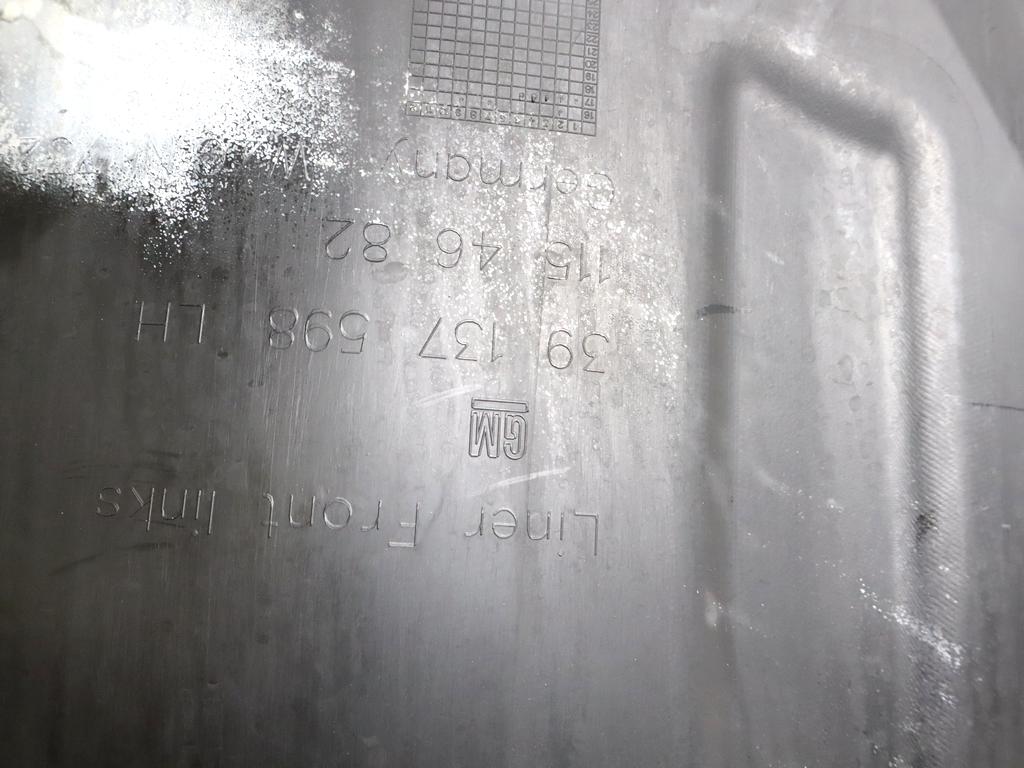 Liner Front links
GM
39 137 598 LH
115 46 82
Germany